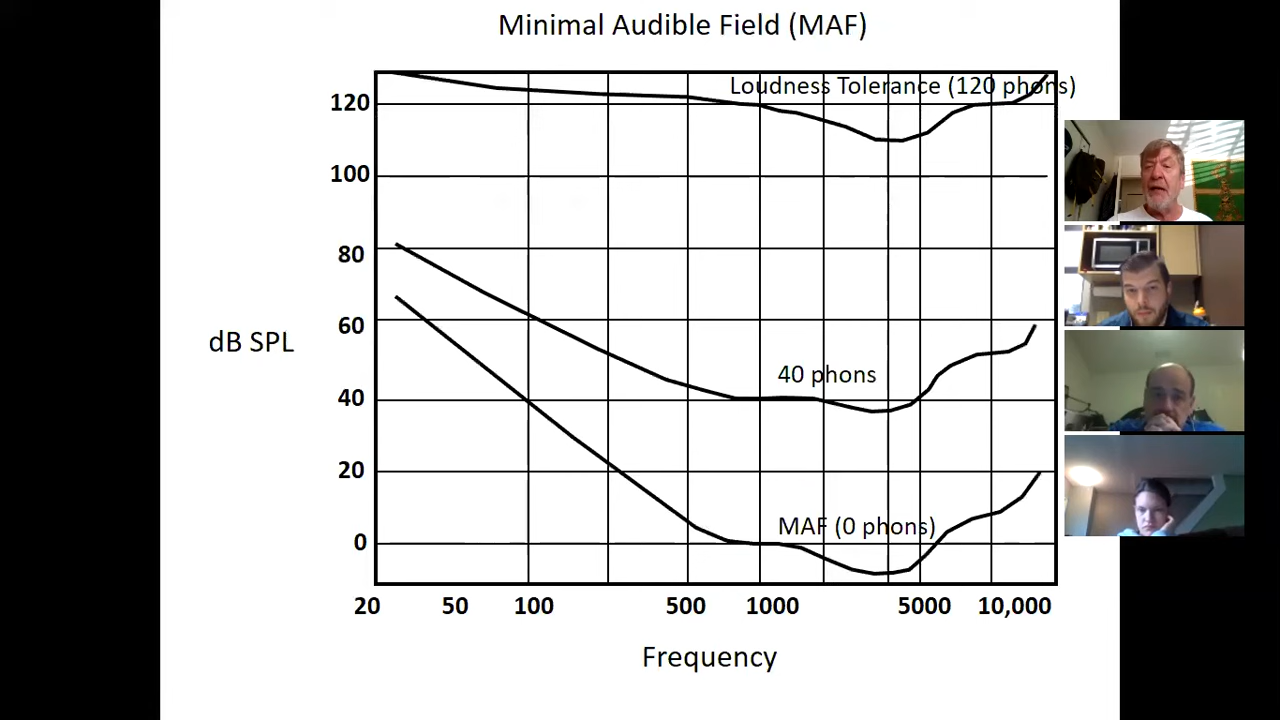 Minimal Audible Field (MAF)
Loudness Tolerance (120 phons)
120
100
80
60
dB SPL
40 phons
40
20
MAF (0 phons)
0
20 50 100 500 1000 5000 10,000
Frequency